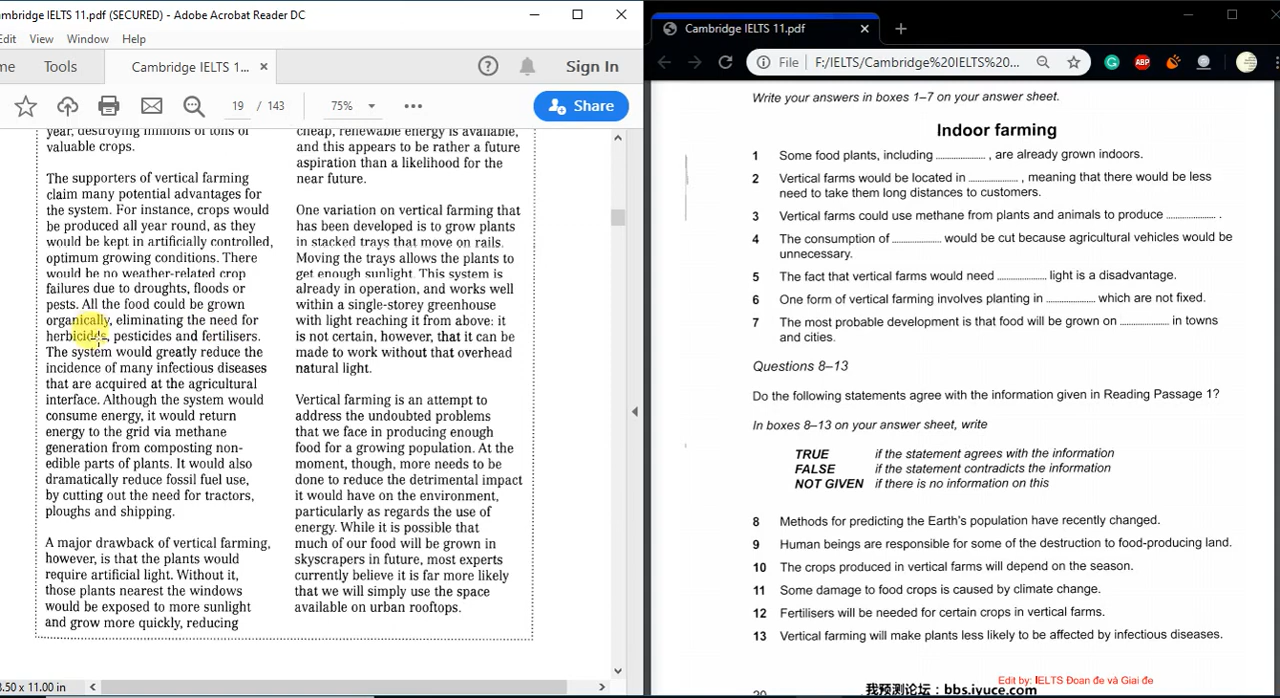 mbridge IELTS 11.pdf (SECURED) - Adobe Acrobat Reader DC
Edit View Window Help
me Tools Cambridge IELTS 1... × Sign In
19 / 143 75% ••• Share
year, destroying millions of tons of
valuable crops.
The supporters of vertical farming
claim many potential advantages for
the system. For instance, crops would
be produced all year round, as they
would be kept in artificially controlled,
optimum growing conditions. There
would be no weather-related crop
failures due to droughts, floods or
pests. All the food could be grown
organically, eliminating the need for
herbicides, pesticides and fertilisers.
The system would greatly reduce the
incidence of many infectious diseases
that are acquired at the agricultural
interface. Although the system would
consume energy, it would return
energy to the grid via methane
generation from composting non-
edible parts of plants. It would also
dramatically reduce fossil fuel use,
by cutting out the need for tractors,
ploughs and shipping.
A major drawback of vertical farming,
however, is that the plants would
require artificial light. Without it,
those plants nearest the windows
would be exposed to more sunlight
and grow more quickly, reducing
cheap, renewable energy is available,
and this appears to be rather a future
aspiration than a likelihood for the
near future.
One variation on vertical farming that
has been developed is to grow plants
in stacked trays that move on rails.
Moving the trays allows the plants to
get enough sunlight. This system is
already in operation, and works well
within a single-storey greenhouse
with light reaching it from above: it
is not certain, however, that it can be
made to work without that overhead
natural light.
Vertical farming is an attempt to
address the undoubted problems
that we face in producing enough
food for a growing population. At the
moment, though, more needs to be
done to reduce the detrimental impact
it would have on the environment,
particularly as regards the use of
energy. While it is possible that
much of our food will be grown in
skyscrapers in future, most experts
currently believe it is far more likely
that we will simply use the space
available on urban rooftops.
8.50 x 11.00 in
Cambridge IELTS 11.pdf
File F:/IELTS/Cambridge%20IELTS%20...
Write your answers in boxes 1–7 on your answer sheet.
Indoor farming
1 Some food plants, including .................... , are already grown indoors.
2 Vertical farms would be located in .................... , meaning that there would be less
need to take them long distances to customers.
3 Vertical farms could use methane from plants and animals to produce .................... .
4 The consumption of .................... would be cut because agricultural vehicles would be
unnecessary.
5 The fact that vertical farms would need .................... light is a disadvantage.
6 One form of vertical farming involves planting in .................... which are not fixed.
7 The most probable development is that food will be grown on .................... in towns
and cities.
Questions 8–13
Do the following statements agree with the information given in Reading Passage 1?
In boxes 8–13 on your answer sheet, write
TRUE if the statement agrees with the information
FALSE if the statement contradicts the information
NOT GIVEN if there is no information on this
8 Methods for predicting the Earth's population have recently changed.
9 Human beings are responsible for some of the destruction to food-producing land.
10 The crops produced in vertical farms will depend on the season.
11 Some damage to food crops is caused by climate change.
12 Fertilisers will be needed for certain crops in vertical farms.
13 Vertical farming will make plants less likely to be affected by infectious diseases.
Edit by: IELTS Đoan đe và Giai đe
20 我预测论坛：bbs.iyuce.com